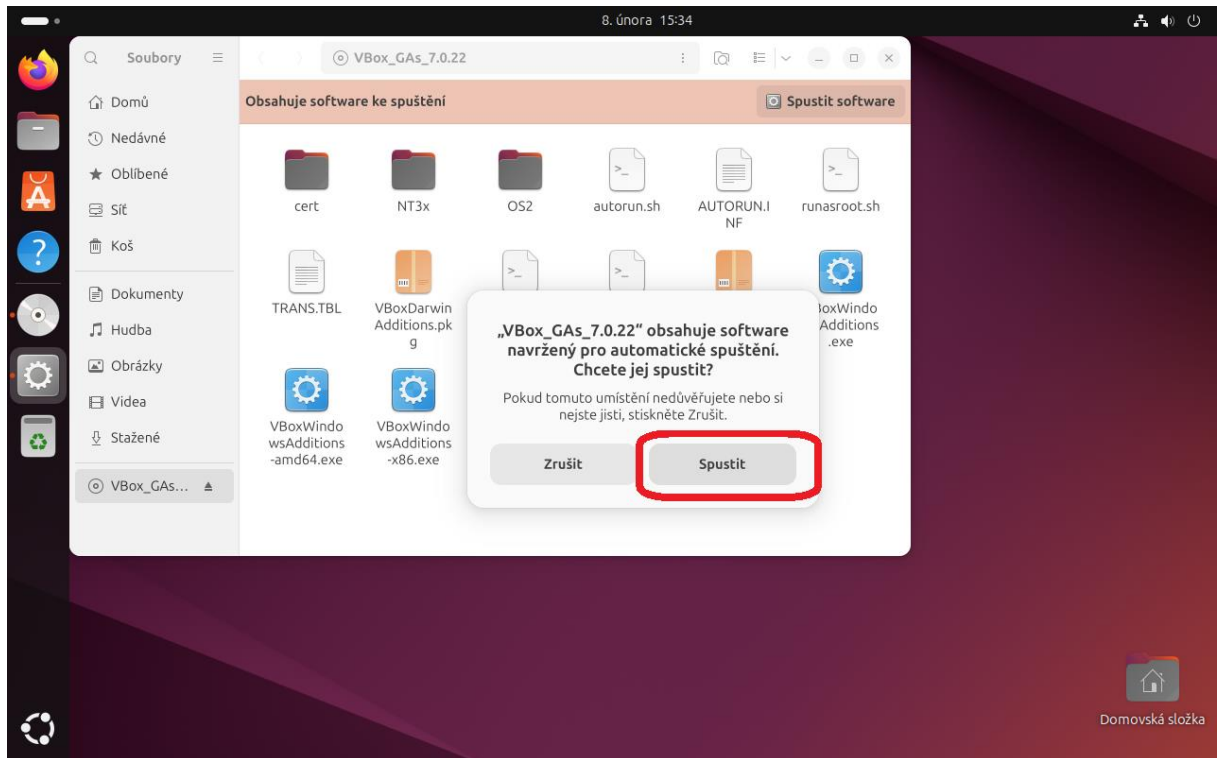 8. února 15:34
Soubory
VBox_GAs_7.0.22
Obsahuje software ke spuštění
Spustit software
Domů
Nedávné
Oblíbené
Síť
Koš
Dokumenty
Hudba
Obrázky
Videa
Stažené
VBox_GAs...
cert
NT3x
OS2
autorun.sh
AUTORUN.I
NF
runasroot.sh
TRANS.TBL
VBoxDarwin
Additions.pk
g
oxWindo
Additions
.exe
VBoxWindo
wsAdditions
-amd64.exe
VBoxWindo
wsAdditions
-x86.exe
„VBox_GAs_7.0.22“ obsahuje software
navržený pro automatické spuštění.
Chcete jej spustit?
Pokud tomuto umístění nedůvěřujete nebo si
nejste jisti, stiskněte Zrušit.
Zrušit
Spustit
Domovská složka